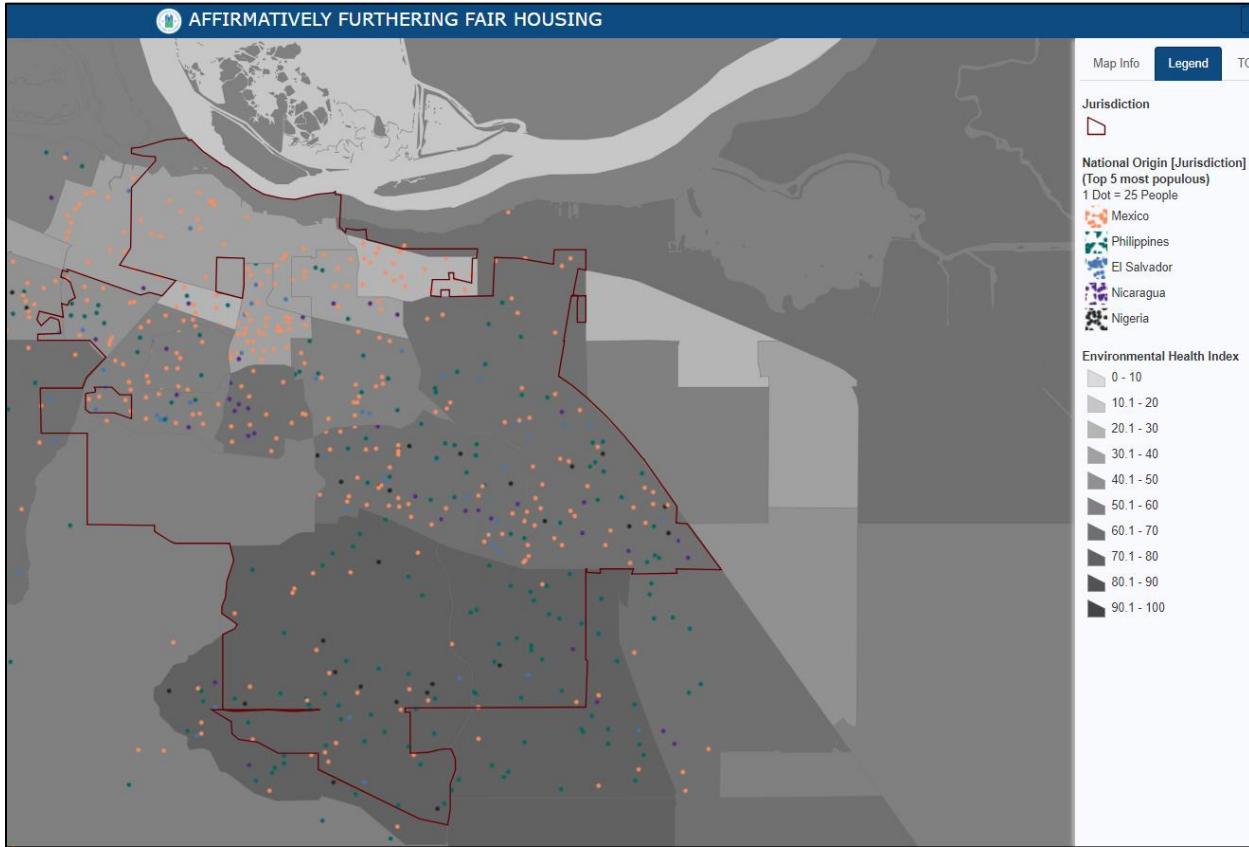 AFFIRMATIVELY FURTHERING FAIR HOUSING
Map Info
Legend
Jurisdiction
National Origin [Jurisdiction]
(Top 5 most populous)
1 Dot = 25 People
Mexico
Philippines
El Salvador
Nicaragua
Nigeria
Environmental Health Index
0 - 10
10.1 - 20
20.1 - 30
30.1 - 40
40.1 - 50
50.1 - 60
60.1 - 70
70.1 - 80
80.1 - 90
90.1 - 100